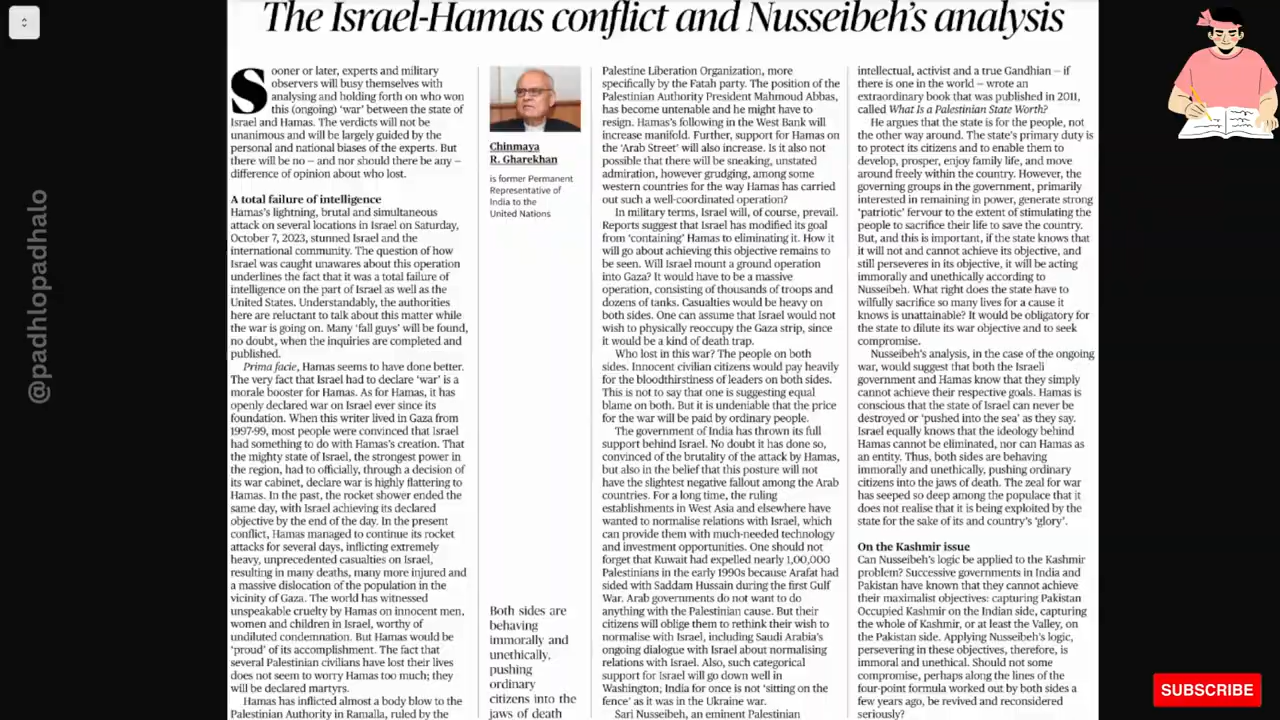 The Israel-Hamas conflict and Nusseibeh's analysis
Sooner or later, experts and military
observers will busy themselves with
analysing and holding forth on who won
this (ongoing) 'war' between the state of
Israel and Hamas. The verdicts will not be
unanimous and will be largely guided by the
personal and national biases of the experts. But
there will be no – and nor should there be any –
difference of opinion about who lost.
A total failure of intelligence
Hamas's lightning, brutal and simultaneous
attack on several locations in Israel on Saturday,
October 7, 2023, stunned Israel and the
international community. The question of how
Israel was caught unawares about this operation
underlines the fact that it was a total failure of
intelligence on the part of Israel as well as the
United States. Understandably, the authorities
here are reluctant to talk about this matter while
the war is going on. Many 'fall guys' will be found,
no doubt, when the inquiries are completed and
published.
Prima facie, Hamas seems to have done better.
The very fact that Israel had to declare 'war' is a
morale booster for Hamas. As for Hamas, it has
openly declared war on Israel ever since its
foundation. When this writer lived in Gaza from
1997-99, most people were convinced that Israel
had something to do with Hamas's creation. That
the mighty state of Israel, the strongest power in
the region, had to officially, through a decision of
its war cabinet, declare war is highly flattering to
Hamas. In the past, the rocket shower ended the
same day, with Israel achieving its declared
objective by the end of the day. In the present
conflict, Hamas managed to continue its rocket
attacks for several days, inflicting extremely
heavy, unprecedented casualties on Israel,
resulting in many deaths, many more injured and
a massive dislocation of the population in the
vicinity of Gaza. The world has witnessed
unspeakable cruelty by Hamas on innocent men,
women and children in Israel, worthy of
undiluted condemnation. But Hamas would be
'proud' of its accomplishment. The fact that
several Palestinian civilians have lost their lives
does not seem to worry Hamas too much; they
will be declared martyrs.
Hamas has inflicted almost a body blow to the
Palestinian Authority in Ramalla, ruled by the
Chinmaya
R. Gharekhan
is former Permanent
Representative of
India to the
United Nations
Both sides are
behaving
immorally and
unethically,
pushing
ordinary
citizens into the
jaws of death
Palestine Liberation Organization, more
specifically by the Fatah party. The position of the
Palestinian Authority President Mahmoud Abbas,
has become untenable and he might have to
resign. Hamas's following in the West Bank will
increase manifold. Further, support for Hamas on
the 'Arab Street' will also increase. Is it also not
possible that there will be sneaking, unstated
admiration, however grudging, among some
western countries for the way Hamas has carried
out such a well-coordinated operation?
In military terms, Israel will, of course, prevail.
Reports suggest that Israel has modified its goal
from 'containing' Hamas to eliminating it. How it
will go about achieving this objective remains to
be seen. Will Israel mount a ground operation
into Gaza? It would have to be a massive
operation, consisting of thousands of troops and
dozens of tanks. Casualties would be heavy on
both sides. One can assume that Israel would not
wish to physically reoccupy the Gaza strip, since
it would be a kind of death trap.
Who lost in this war? The people on both
sides. Innocent civilian citizens would pay heavily
for the bloodthirstiness of leaders on both sides.
This is not to say that one is suggesting equal
blame on both. But it is undeniable that the price
for the war will be paid by ordinary people.
The government of India has thrown its full
support behind Israel. No doubt it has done so,
convinced of the brutality of the attack by Hamas,
but also in the belief that this posture will not
have the slightest negative fallout among the Arab
countries. For a long time, the ruling
establishments in West Asia and elsewhere have
wanted to normalise relations with Israel, which
can provide them with much-needed technology
and investment opportunities. One should not
forget that Kuwait had expelled nearly 1,00,000
Palestinians in the early 1990s because Arafat had
sided with Saddam Hussain during the first Gulf
War. Arab governments do not want to do
anything with the Palestinian cause. But their
citizens will oblige them to rethink their wish to
normalise with Israel, including Saudi Arabia's
ongoing dialogue with Israel about normalising
relations with Israel. Also, such categorical
support for Israel will go down well in
Washington; India for once is not 'sitting on the
fence' as it was in the Ukraine war.
Sari Nusseibeh, an eminent Palestinian
intellectual, activist and a true Gandhian – if
there is one in the world – wrote an
extraordinary book that was published in 2011,
called What Is a Palestinian State Worth?
He argues that the state is for the people, not
the other way around. The state's primary duty is
to protect its citizens and to enable them to
develop, prosper, enjoy family life, and move
around freely within the country. However, the
governing groups in the government, primarily
interested in remaining in power, generate strong
'patriotic' fervour to the extent of stimulating the
people to sacrifice their life to save the country.
But, and this is important, if the state knows that
it will not and cannot achieve its objective, and
still perseveres in its objective, it will be acting
immorally and unethically according to
Nusseibeh. What right does the state have to
wilfully sacrifice so many lives for a cause it
knows is unattainable? It would be obligatory for
the state to dilute its war objective and to seek
compromise.
Nusseibeh's analysis, in the case of the ongoing
war, would suggest that both the Israeli
government and Hamas know that they simply
cannot achieve their respective goals. Hamas is
conscious that the state of Israel can never be
destroyed or 'pushed into the sea' as they say.
Israel equally knows that the ideology behind
Hamas cannot be eliminated, nor can Hamas as
an entity. Thus, both sides are behaving
immorally and unethically, pushing ordinary
citizens into the jaws of death. The zeal for war
has seeped so deep among the populace that it
does not realise that it is being exploited by the
state for the sake of its and country's 'glory'.
On the Kashmir issue
Can Nusseibeh's logic be applied to the Kashmir
problem? Successive governments in India and
Pakistan have known that they cannot achieve
their maximalist objectives: capturing Pakistan
Occupied Kashmir on the Indian side, capturing
the whole of Kashmir, or at least the Valley, on
the Pakistan side. Applying Nusseibeh's logic,
persevering in these objectives, therefore, is
immoral and unethical. Should not some
compromise, perhaps along the lines of the
four-point formula worked out by both sides a
few years ago, be revived and reconsidered
seriously?
@padhlopadhalo
SUBSCRIBE